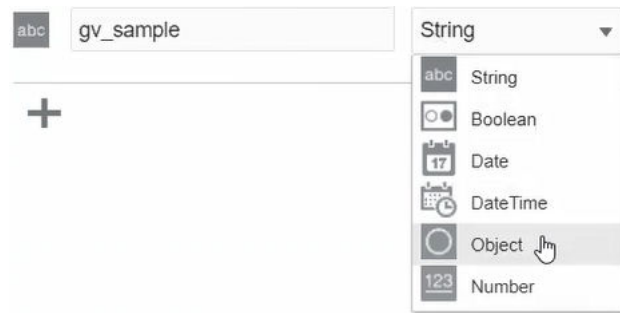 abc gv_sample String
abc String
Boolean
17 Date
DateTime
Object
123 Number